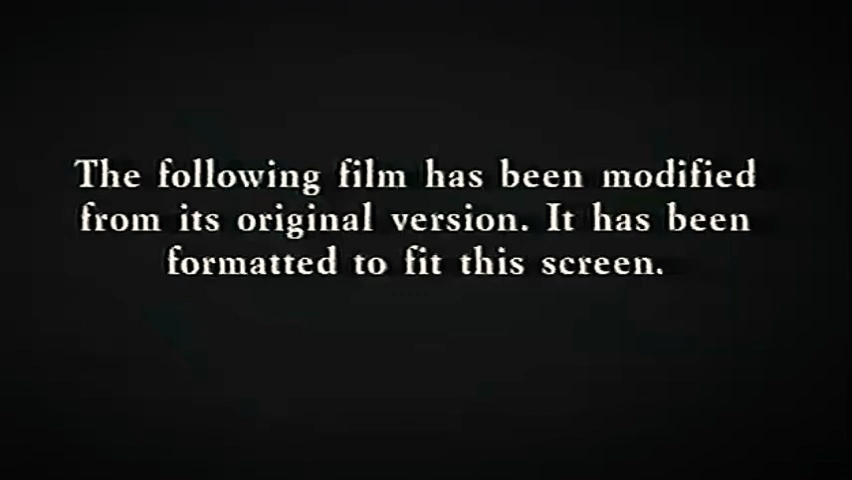 The following film has been modified
from its original version. It has been
formatted to fit this screen.